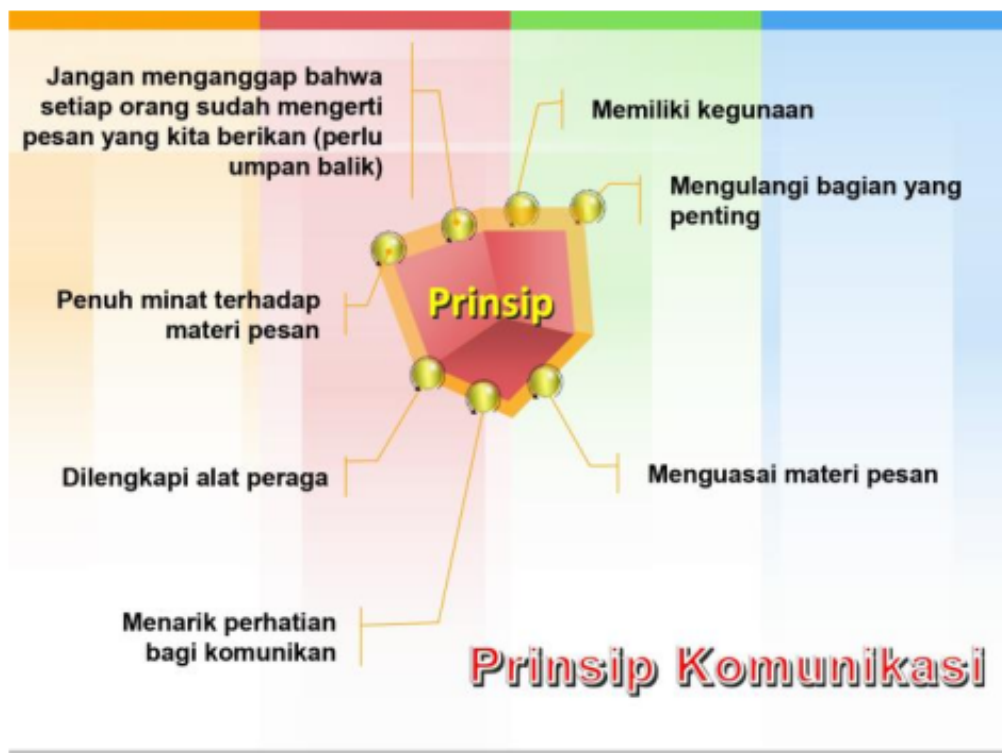 Jangan menganggap bahwa
setiap orang sudah mengerti
pesan yang kita berikan (perlu
umpan balik)
Memiliki kegunaan
Mengulangi bagian yang
penting
Penuh minat terhadap
materi pesan
Prinsip
Dilengkapi alat peraga
Menguasai materi pesan
Menarik perhatian
bagi komunikan
Prinsip Komunikasi